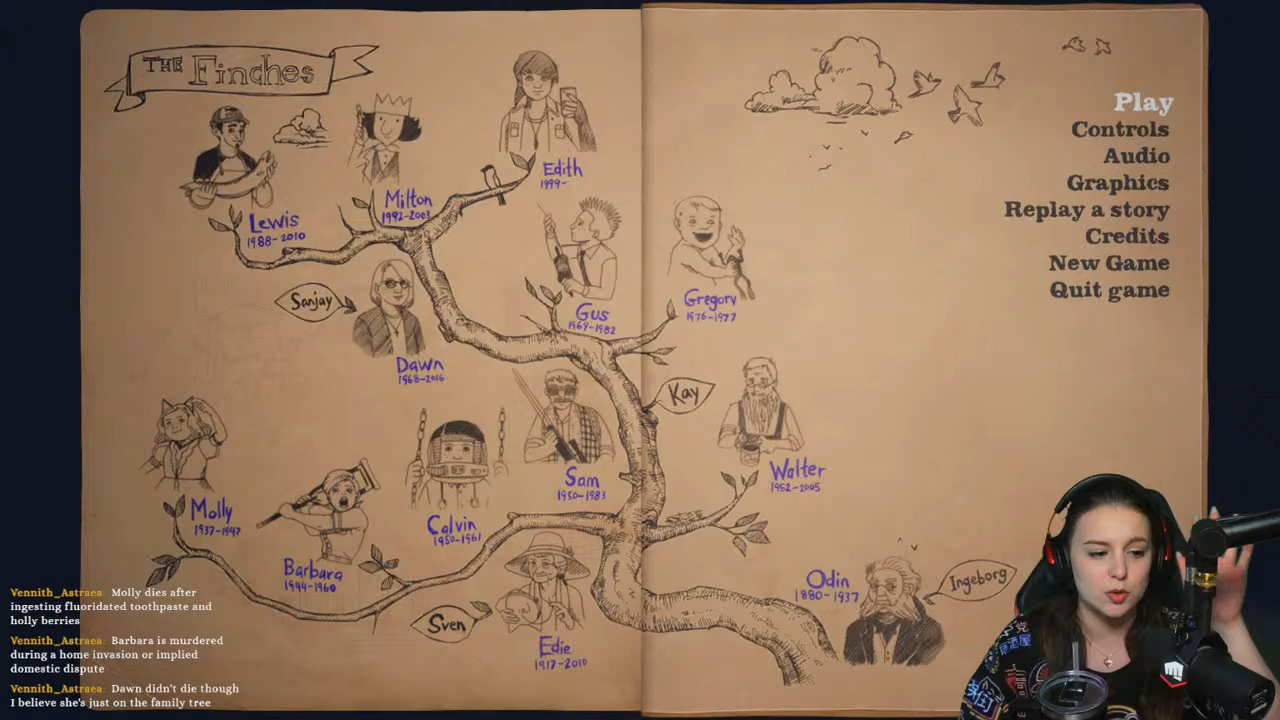 THE Finches
Edith
1999-
Milton
1992-2003
Lewis
1988-2010
Sanjay
Gus
1969-1982
Gregory
1976-1977
Dawn
1968-2016
Kay
Sam
1950-1983
Walter
1952-2005
Molly
1937-1947
Calvin
1950-1961
Barbara
1944-1960
Sven
Edie
1917-2010
Odin
1880-1937
Ingeborg
Play
Controls
Audio
Graphics
Replay a story
Credits
New Game
Quit game
Vennith_Astraea: Molly dies after
ingesting fluoridated toothpaste and
holly berries
Vennith_Astraea: Barbara is murdered
during a home invasion or implied
domestic dispute
Vennith_Astraea: Dawn didn't die though
I believe she's just on the family tree